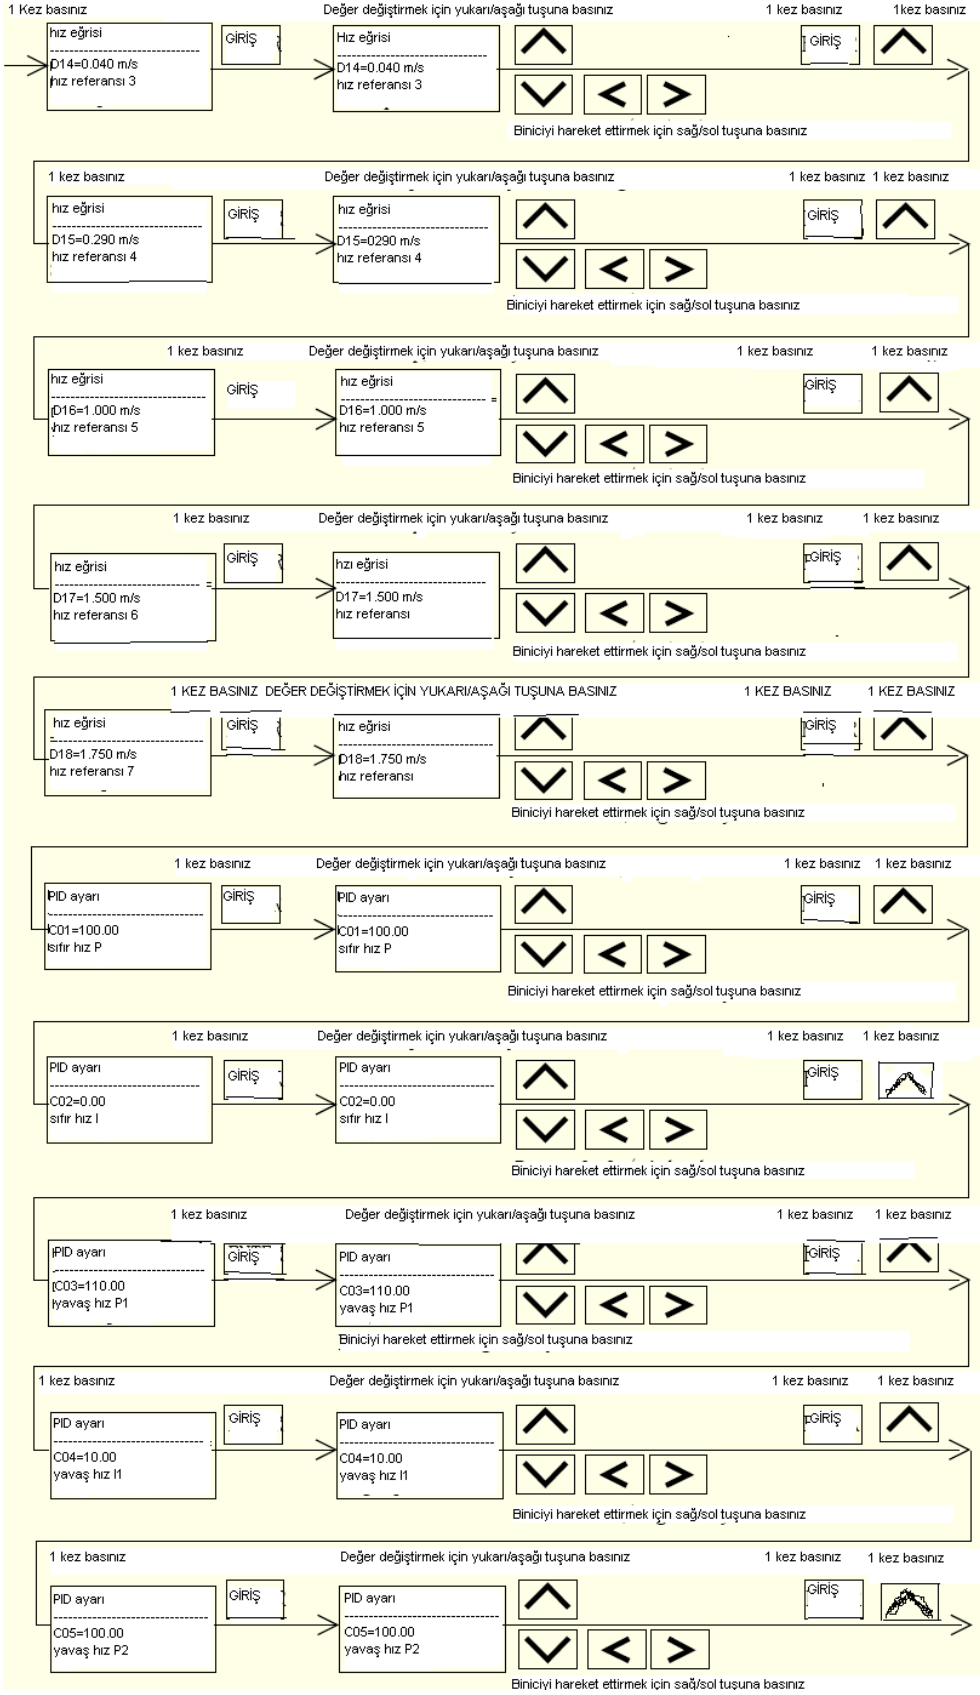 1 Kez basınız Değer değiştirmek için yukarı/aşağı tuşuna basınız 1 kez basınız 1kez basınız
hız eğrisi GİRİŞ Hız eğrisi GİRİŞ
D14=0.040 m/s D14=0.040 m/s
hız referansı 3 hız referansı 3
Biniciyi hareket ettirmek için sağ/sol tuşuna basınız
1 kez basınız Değer değiştirmek için yukarı/aşağı tuşuna basınız 1 kez basınız 1 kez basınız
hız eğrisi GİRİŞ hız eğrisi GİRİŞ
D15=0.290 m/s D15=0290 m/s
hız referansı 4 hız referansı 4
Biniciyi hareket ettirmek için sağ/sol tuşuna basınız
1 kez basınız Değer değiştirmek için yukarı/aşağı tuşuna basınız 1 kez basınız 1 kez basınız
hız eğrisi GİRİŞ hız eğrisi GİRİŞ
D16=1.000 m/s D16=1.000 m/s
hız referansı 5 hız referansı 5
Biniciyi hareket ettirmek için sağ/sol tuşuna basınız
1 kez basınız Değer değiştirmek için yukarı/aşağı tuşuna basınız 1 kez basınız 1 kez basınız
hız eğrisi GİRİŞ hzı eğrisi GİRİŞ
D17=1.500 m/s D17=1.500 m/s
hız referansı 6 hız referansı
Biniciyi hareket ettirmek için sağ/sol tuşuna basınız
1 KEZ BASINIZ DEĞER DEĞİŞTİRMEK İÇİN YUKARI/AŞAĞI TUŞUNA BASINIZ 1 KEZ BASINIZ 1 KEZ BASINIZ
hız eğrisi GİRİŞ hız eğrisi GİRİŞ
D18=1.750 m/s D18=1.750 m/s
hız referansı 7 hız referansı
Biniciyi hareket ettirmek için sağ/sol tuşuna basınız
1 kez basınız Değer değiştirmek için yukarı/aşağı tuşuna basınız 1 kez basınız 1 kez basınız
PID ayarı GİRİŞ PID ayarı GİRİŞ
C01=100.00 C01=100.00
sıfır hız P sıfır hız P
Biniciyi hareket ettirmek için sağ/sol tuşuna basınız
1 kez basınız Değer değiştirmek için yukarı/aşağı tuşuna basınız 1 kez basınız 1 kez basınız
PID ayarı GİRİŞ PID ayarı GİRİŞ
C02=0.00 C02=0.00
sıfır hız I sıfır hız I
Biniciyi hareket ettirmek için sağ/sol tuşuna basınız
1 kez basınız Değer değiştirmek için yukarı/aşağı tuşuna basınız 1 kez basınız 1 kez basınız
PID ayarı GİRİŞ PID ayarı GİRİŞ
C03=110.00 C03=110.00
yavaş hız P1 yavaş hız P1
Biniciyi hareket ettirmek için sağ/sol tuşuna basınız
1 kez basınız Değer değiştirmek için yukarı/aşağı tuşuna basınız 1 kez basınız 1 kez basınız
PID ayarı GİRİŞ PID ayarı GİRİŞ
C04=10.00 C04=10.00
yavaş hız I1 yavaş hız I1
Biniciyi hareket ettirmek için sağ/sol tuşuna basınız
1 kez basınız Değer değiştirmek için yukarı/aşağı tuşuna basınız 1 kez basınız 1 kez basınız
PID ayarı GİRİŞ PID ayarı GİRİŞ
C05=100.00 C05=100.00
yavaş hız P2 yavaş hız P2
Biniciyi hareket ettirmek için sağ/sol tuşuna basınız